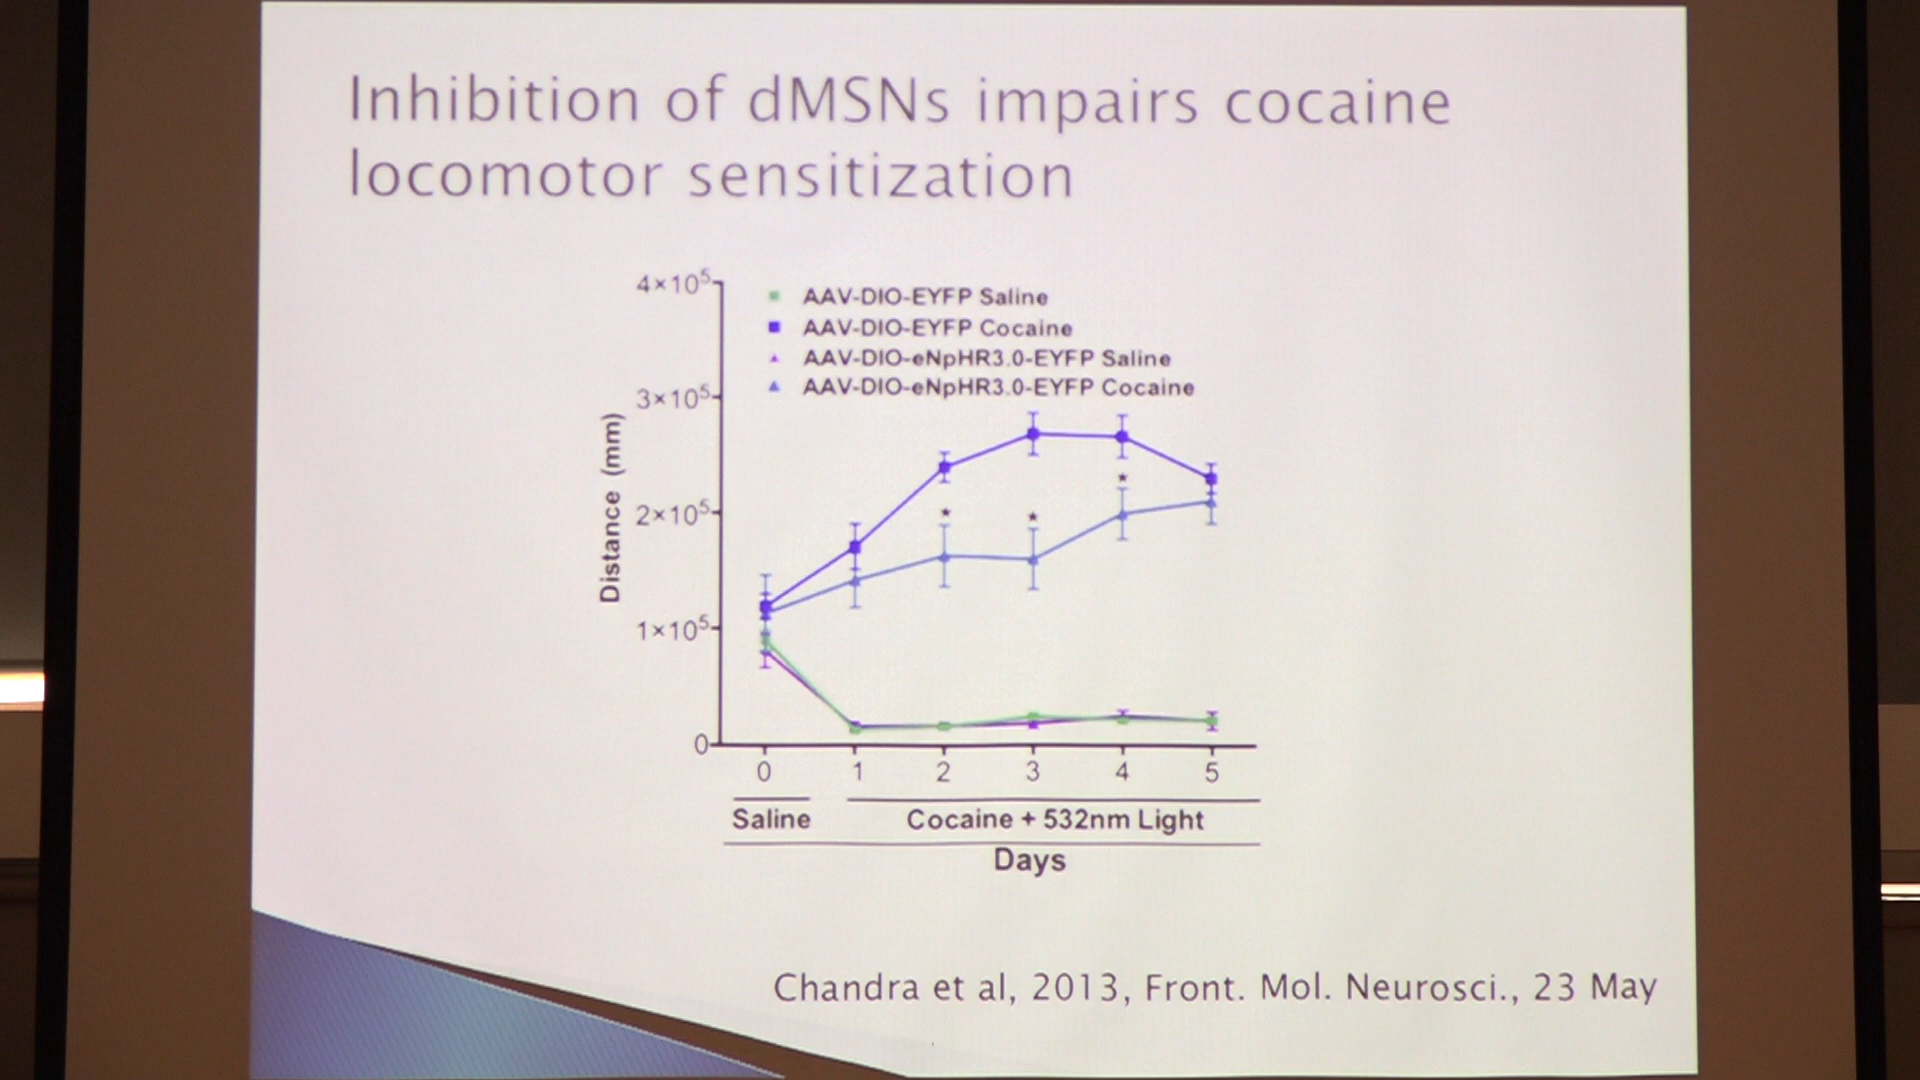 Inhibition of dMSNs impairs cocaine
locomotor sensitization
4×10⁵
AAV-DIO-EYFP Saline
AAV-DIO-EYFP Cocaine
AAV-DIO-eNpHR3.0-EYFP Saline
AAV-DIO-eNpHR3.0-EYFP Cocaine
3×10⁵
Distance (mm)
2×10⁵
*
*
*
1×10⁵
0
0 1 2 3 4 5
Saline
Cocaine + 532nm Light
Days
Chandra et al, 2013, Front. Mol. Neurosci., 23 May